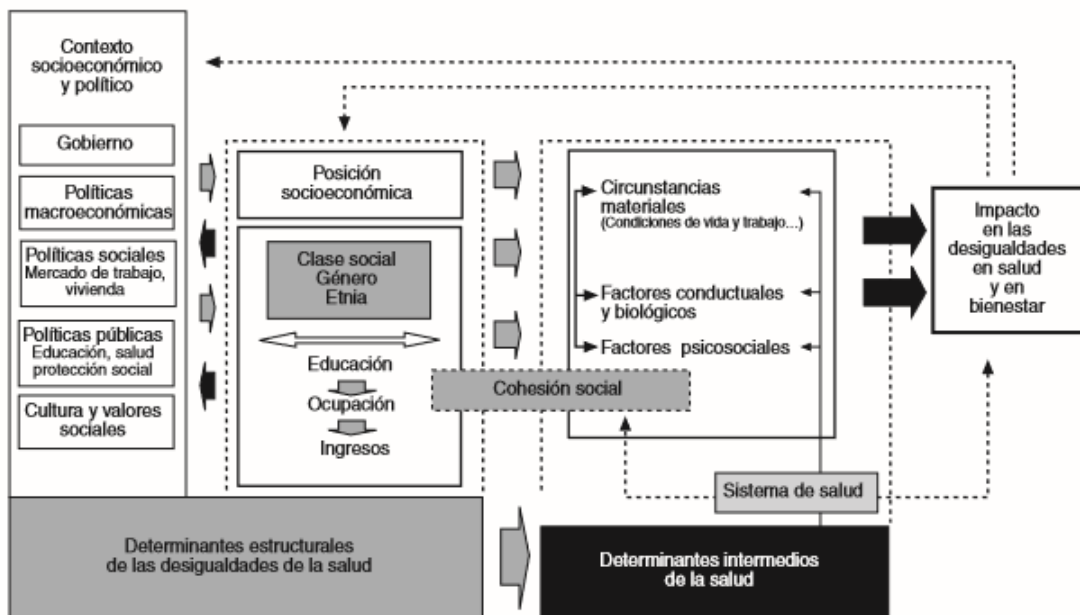 Contexto
socioeconómico
y político
Gobierno
Políticas
macroeconómicas
Políticas sociales
Mercado de trabajo,
vivienda
Políticas públicas
Educación, salud
protección social
Cultura y valores
sociales
Posición
socioeconómica
Clase social
Género
Etnia
Educación
Ocupación
Ingresos
Cohesión social
Circunstancias
materiales
(Condiciones de vida y trabajo...)
Factores conductuales
y biológicos
Factores psicosociales
Sistema de salud
Impacto
en las
desigualdades
en salud
y en
bienestar
Determinantes estructurales
de las desigualdades de la salud
Determinantes intermedios
de la salud